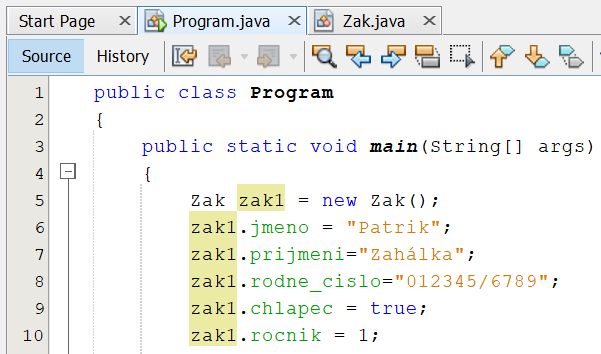 Start Page Program.java Zak.java
Source History
1 public class Program
2 {
3 public static void main(String[] args)
4 {
5 Zak zak1 = new Zak();
6 zak1.jmeno = "Patrik";
7 zak1.prijmeni="Zahálka";
8 zak1.rodne_cislo="012345/6789";
9 zak1.chlapec = true;
10 zak1.rocnik = 1;